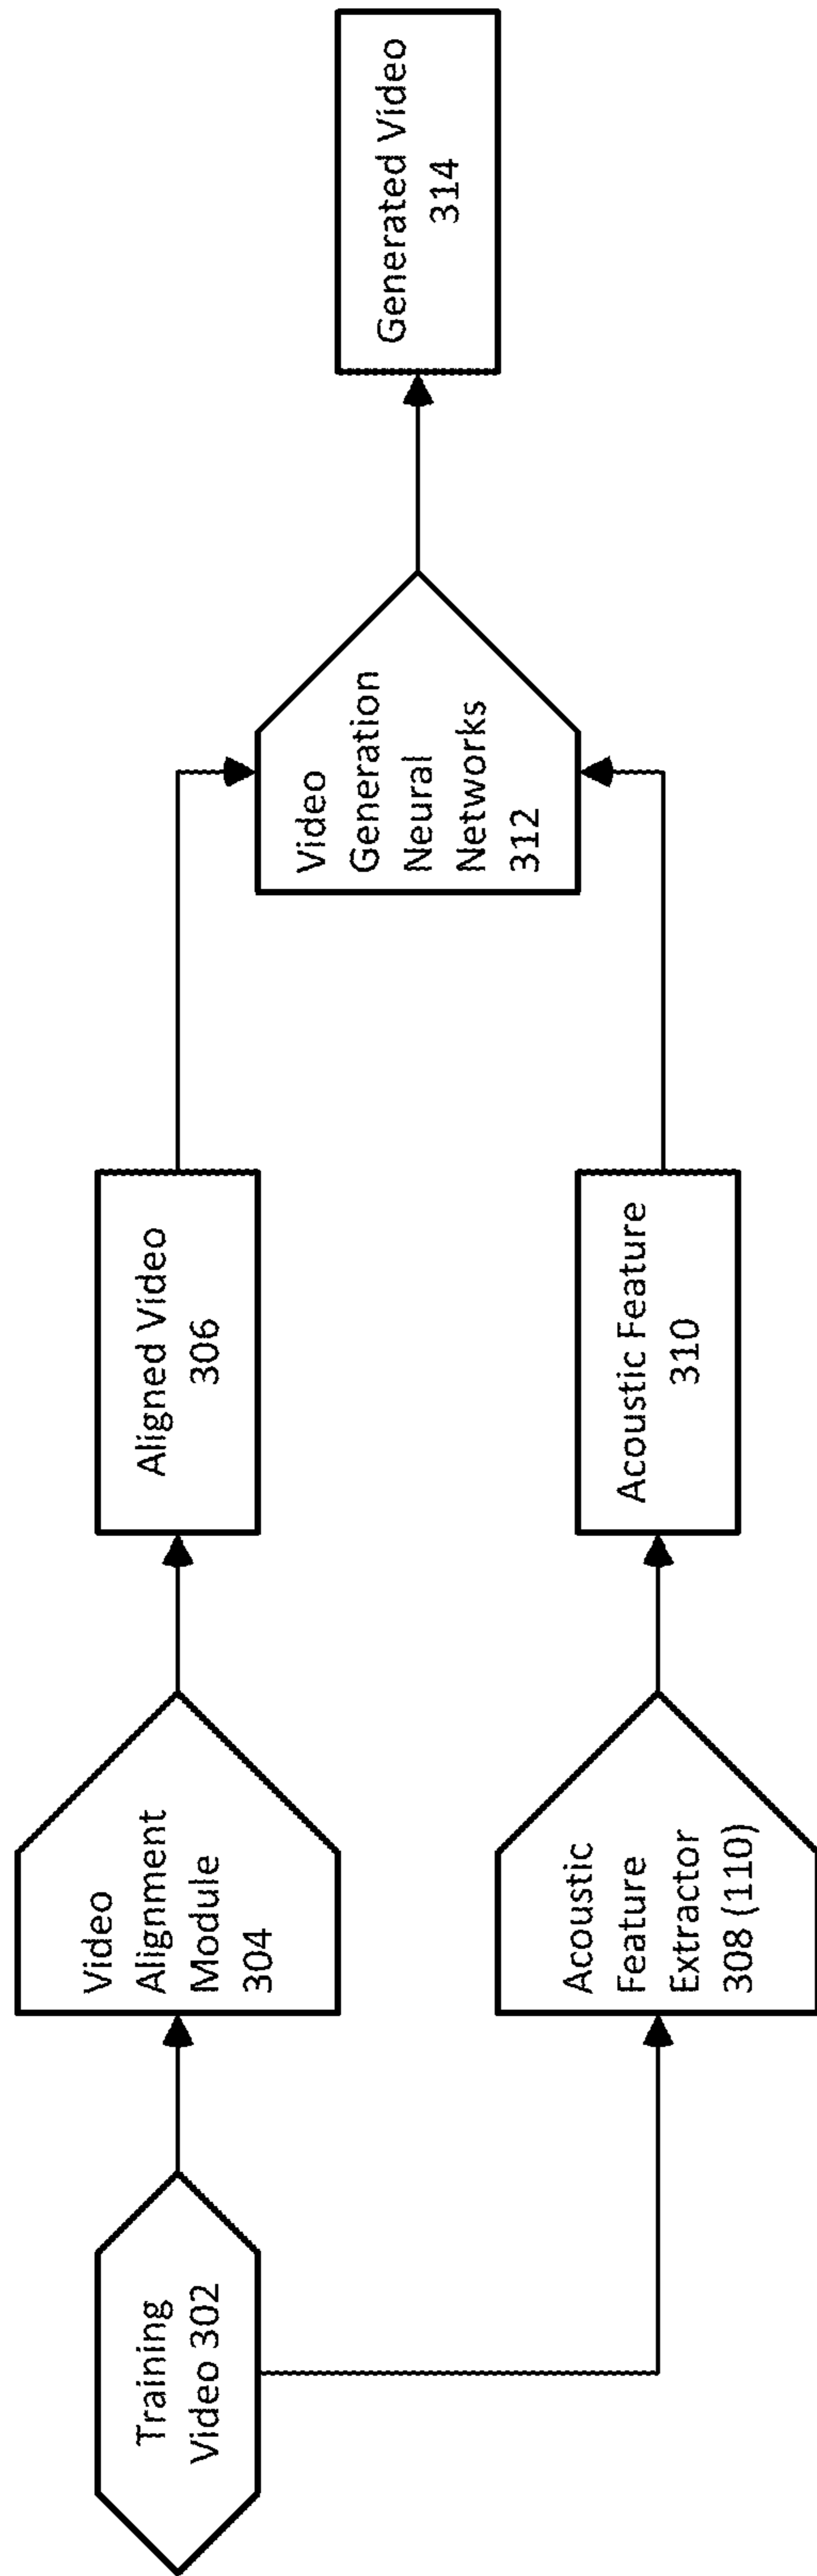 Training
Video 302
Video
Alignment
Module
304
Aligned Video
306
Acoustic
Feature
Extractor
308 (110)
Acoustic Feature
310
Video
Generation
Neural
Networks
312
Generated Video
314